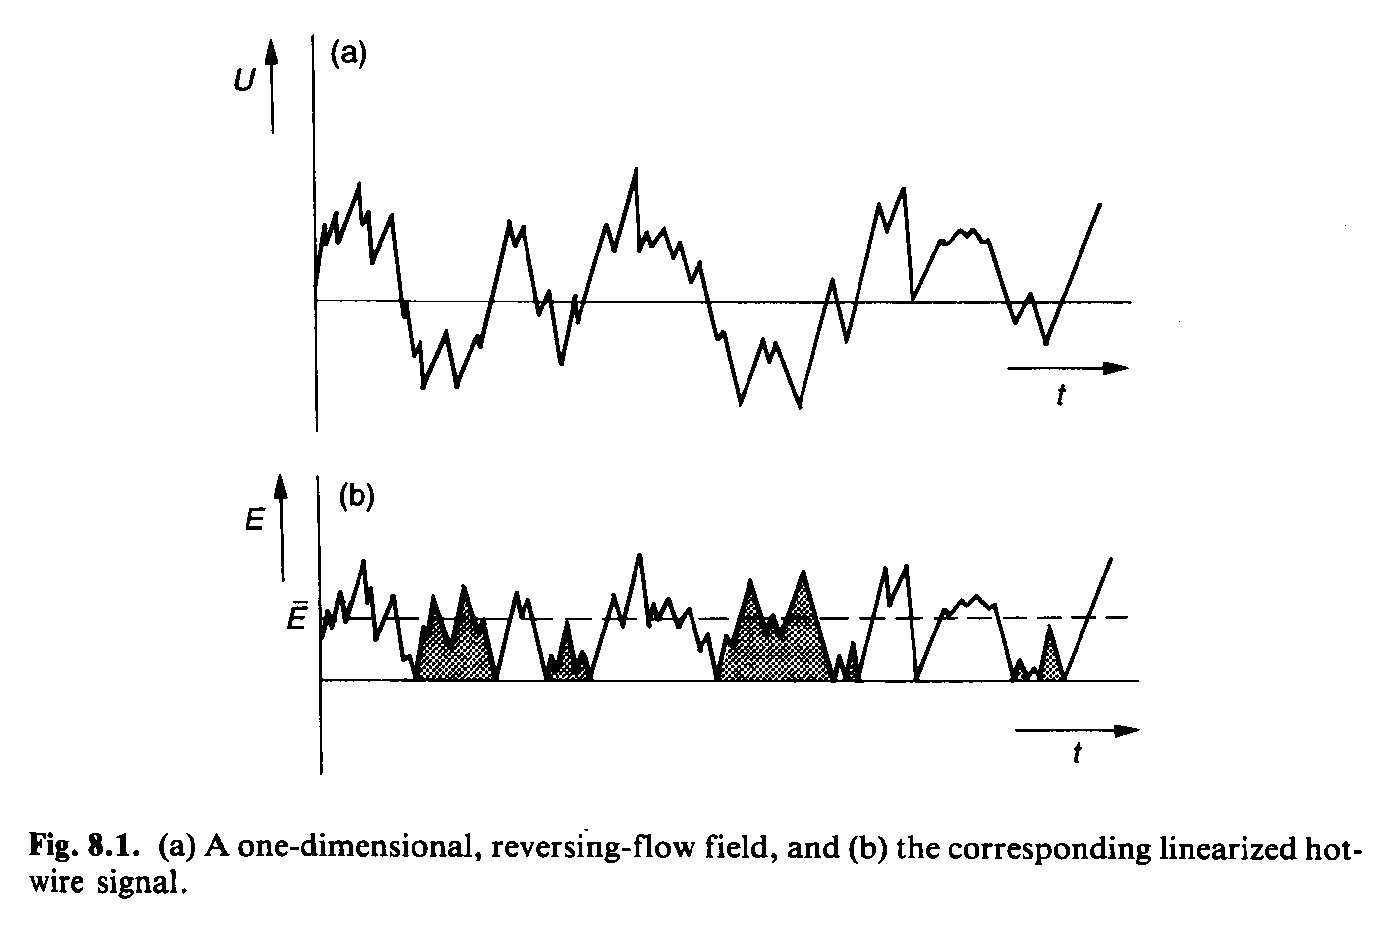 (a)
U
t
(b)
E
Ē
t
Fig. 8.1. (a) A one-dimensional, reversing-flow field, and (b) the corresponding linearized hot-
wire signal.